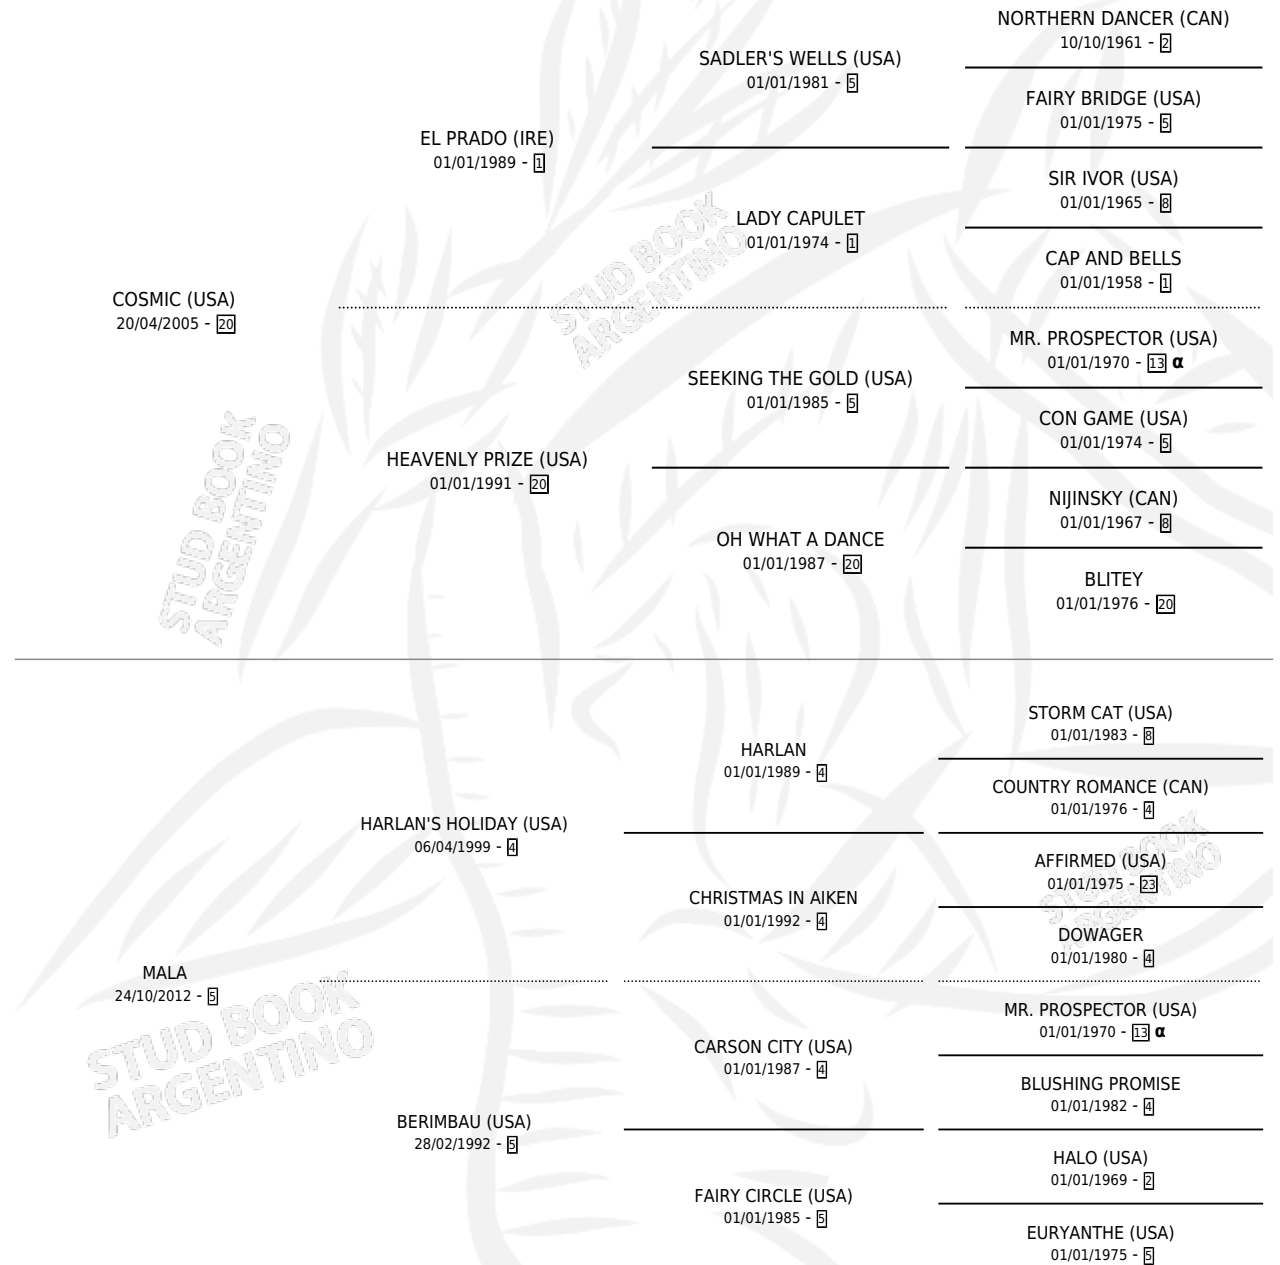 NORTHERN DANCER (CAN)
10/10/1961 - 2
SADLER'S WELLS (USA)
01/01/1981 - 5
FAIRY BRIDGE (USA)
01/01/1975 - 5
EL PRADO (IRE)
01/01/1989 - 1
SIR IVOR (USA)
01/01/1965 - 8
LADY CAPULET
01/01/1974 - 1
CAP AND BELLS
01/01/1958 - 1
COSMIC (USA)
20/04/2005 - 20
STUD BOOK
ARGENTINO
MR. PROSPECTOR (USA)
01/01/1970 - 13 α
SEEKING THE GOLD (USA)
01/01/1985 - 5
CON GAME (USA)
01/01/1974 - 5
HEAVENLY PRIZE (USA)
01/01/1991 - 20
NIJINSKY (CAN)
01/01/1967 - 8
OH WHAT A DANCE
01/01/1987 - 20
BLITEY
01/01/1976 - 20
STUD BOOK
ARGENTINO
STORM CAT (USA)
01/01/1983 - 8
HARLAN
01/01/1989 - 4
COUNTRY ROMANCE (CAN)
01/01/1976 - 4
HARLAN'S HOLIDAY (USA)
06/04/1999 - 4
AFFIRMED (USA)
01/01/1975 - 23
STUD BOOK
ARGENTINO
CHRISTMAS IN AIKEN
01/01/1992 - 4
DOWAGER
01/01/1980 - 4
MALA
24/10/2012 - 5
STUD BOOK
ARGENTINO
MR. PROSPECTOR (USA)
01/01/1970 - 13 α
CARSON CITY (USA)
01/01/1987 - 4
BLUSHING PROMISE
01/01/1982 - 4
BERIMBAU (USA)
28/02/1992 - 5
HALO (USA)
01/01/1969 - 2
FAIRY CIRCLE (USA)
01/01/1985 - 5
EURYANTHE (USA)
01/01/1975 - 5